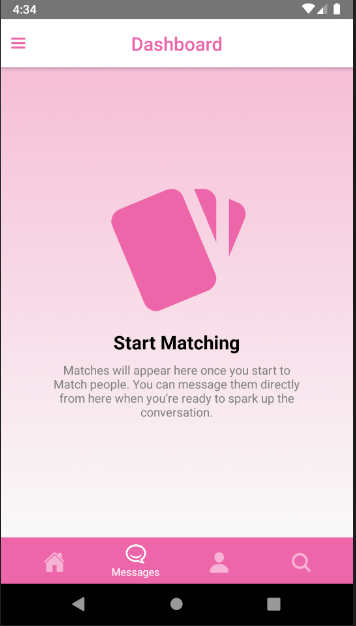 4:34
Dashboard
Start Matching
Matches will appear here once you start to
Match people. You can message them directly
from here when you're ready to spark up the
conversation.
Messages